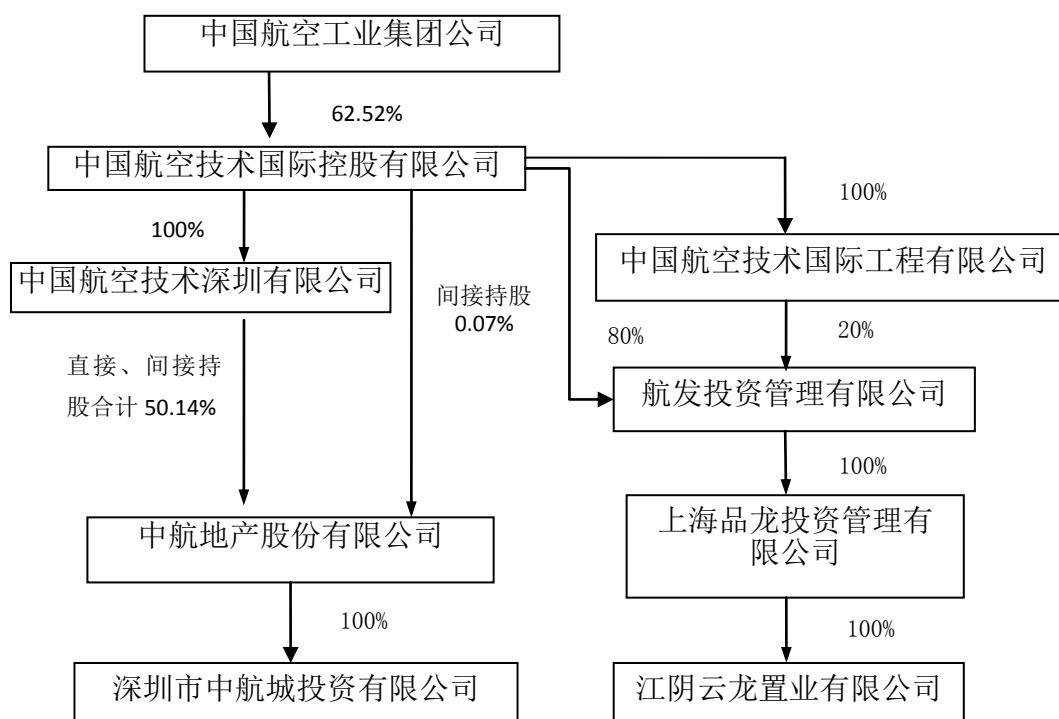 中国航空工业集团公司
62.52%
中国航空技术国际控股有限公司
100%
100%
中国航空技术深圳有限公司
中国航空技术国际工程有限公司
间接持股
0.07%
80%
20%
直接、间接持
股合计 50.14%
航发投资管理有限公司
100%
中航地产股份有限公司
上海品龙投资管理有
限公司
100%
100%
深圳市中航城投资有限公司
江阴云龙置业有限公司